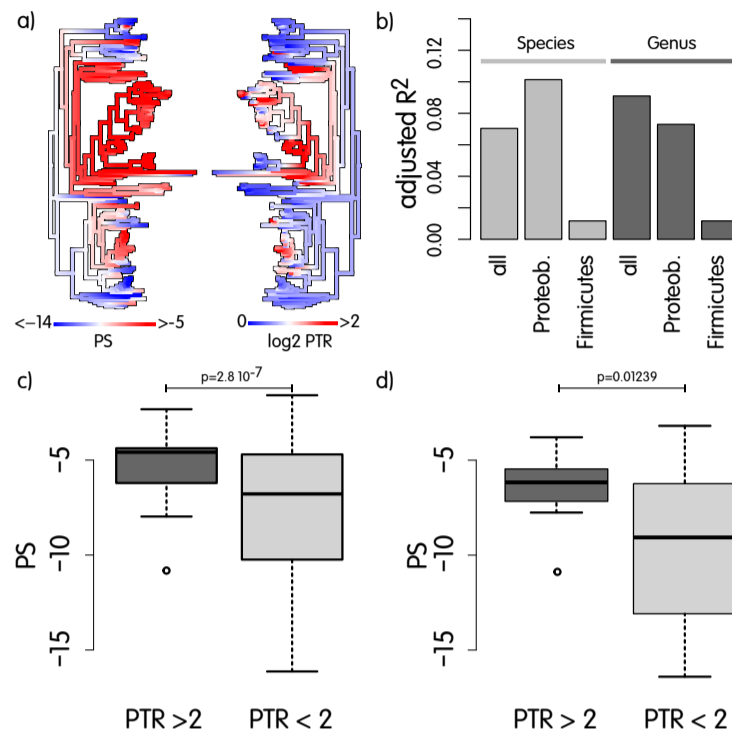 a)
<−14 >-5
PS
0 >2
log2 PTR
b)
Species Genus
adjusted R2
0.00 0.04 0.08 0.12
all
Proteob.
Firmicutes
all
Proteob.
Firmicutes
c)
p=2.8 10-7
PS
−5
−10
−15
PTR >2 PTR < 2
d)
p=0.01239
PS
−5
−10
−15
PTR > 2 PTR < 2